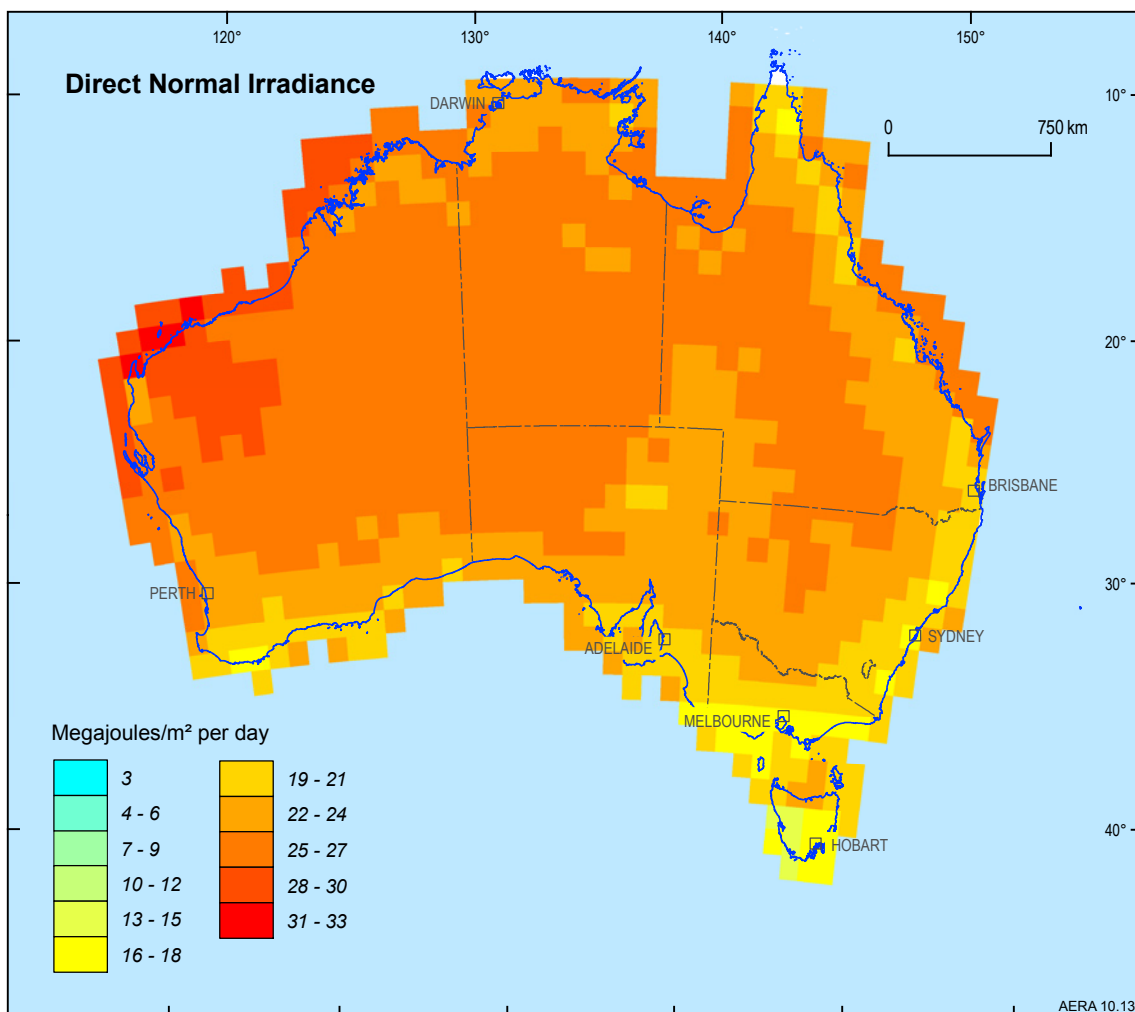 120°
130°
140°
150°
Direct Normal Irradiance
10°
DARWIN
0
750 km
20°
BRISBANE
30°
PERTH
SYDNEY
ADELAIDE
MELBOURNE
Megajoules/m² per day
3
19 - 21
4 - 6
22 - 24
7 - 9
25 - 27
10 - 12
28 - 30
13 - 15
31 - 33
16 - 18
40°
HOBART
AERA 10.13